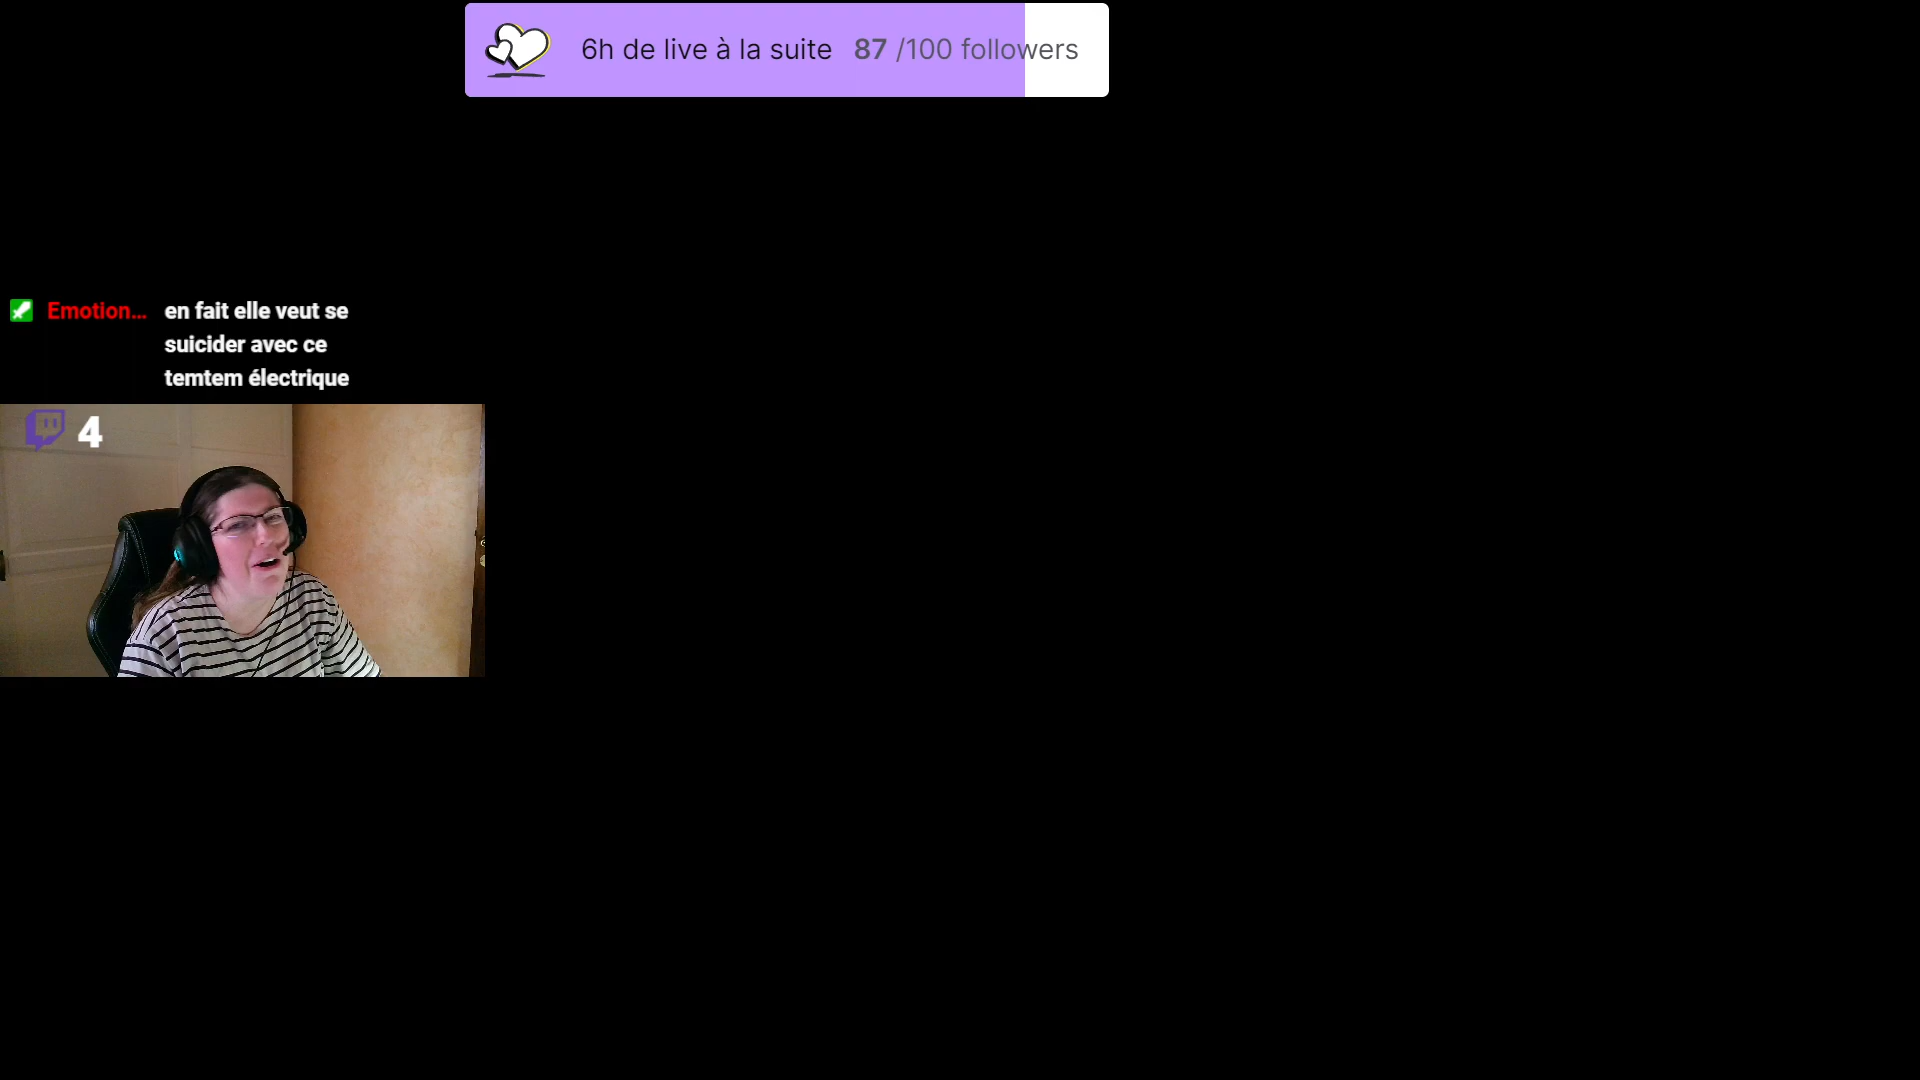 6h de live à la suite 87 /100 followers
Emotion... en fait elle veut se
suicider avec ce
temtem électrique
4